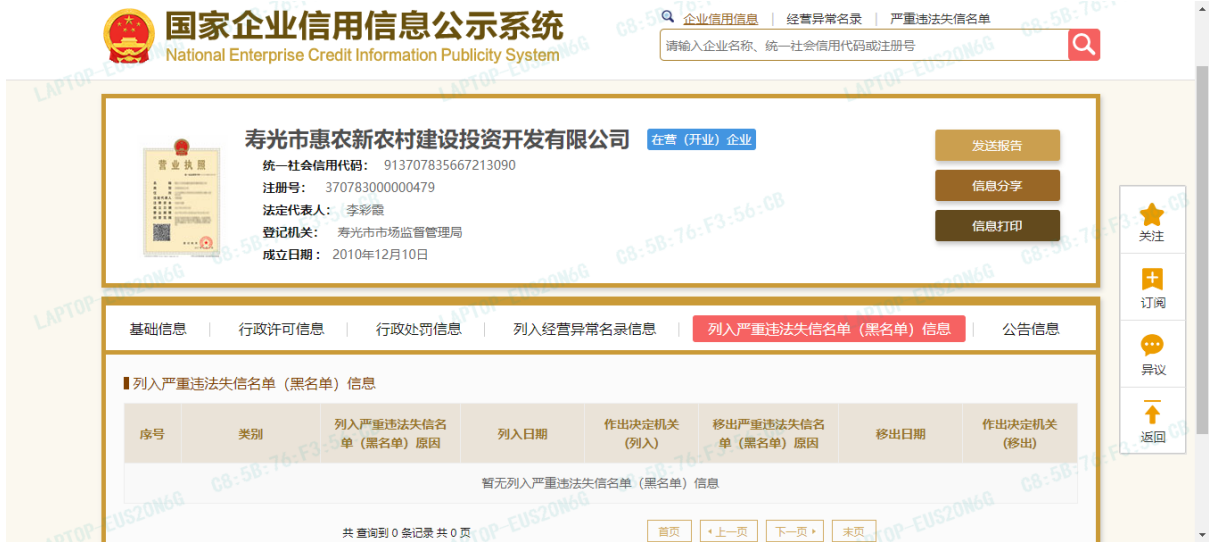 国家企业信用信息公示系统
National Enterprise Credit Information Publicity System
企业信用信息 | 经营异常名录 | 严重违法失信名单
请输入企业名称、统一社会信用代码或注册号
寿光市惠农新农村建设投资开发有限公司 在营（开业）企业
营业执照
统一社会信用代码： 913707835667213090
注册号： 370783000000479
法定代表人： 李彩霞
登记机关： 寿光市市场监督管理局
成立日期： 2010年12月10日
发送报告
信息分享
信息打印
关注
订阅
异议
返回
基础信息 | 行政许可信息 | 行政处罚信息 | 列入经营异常名录信息 | 列入严重违法失信名单（黑名单）信息 公告信息
列入严重违法失信名单（黑名单）信息
序号
类别
列入严重违法失信名
单（黑名单）原因
列入日期
作出决定机关
(列入)
移出严重违法失信名
单（黑名单）原因
移出日期
作出决定机关
(移出)
暂无列入严重违法失信名单（黑名单）信息
共 查询到 0 条记录 共 0 页
首页 上一页 下一页 末页
LAPTOP-EUS20N6G
C8:5B:76:F3:56:CB